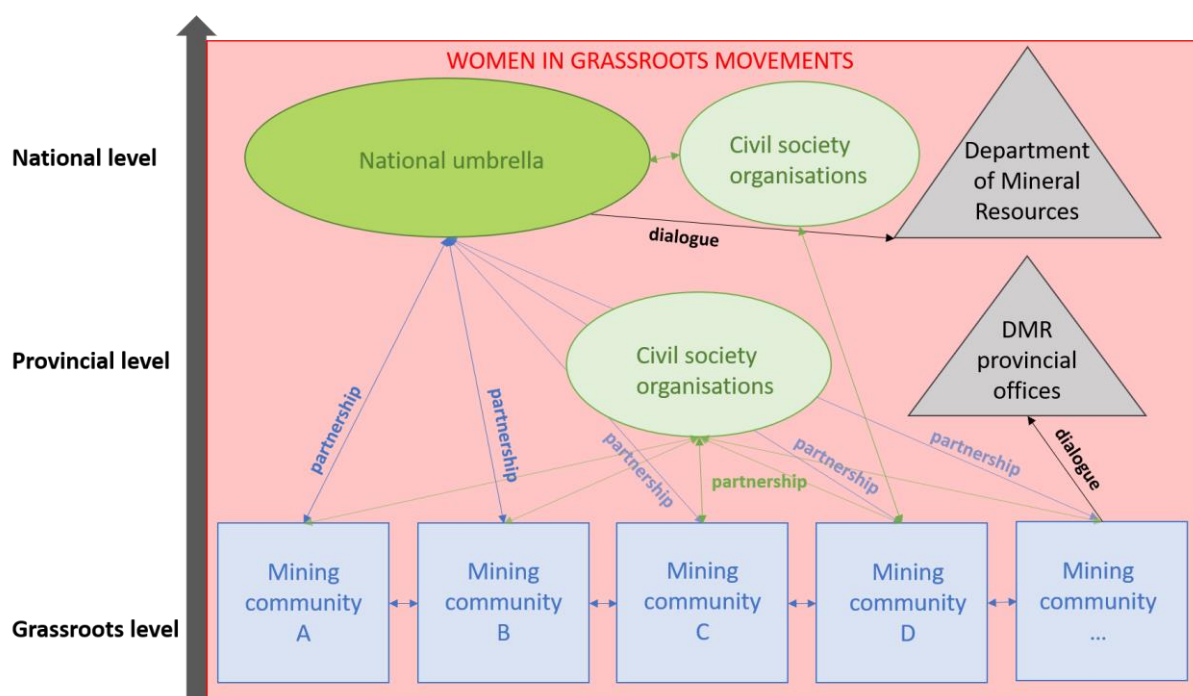 WOMEN IN GRASSROOTS MOVEMENTS
National level
National umbrella
Civil society
organisations
Department
of Mineral
Resources
dialogue
Provincial level
Civil society
organisations
DMR
provincial
offices
partnership
partnership
partnership
partnership
partnership
partnership
dialogue
Grassroots level
Mining
community
A
Mining
community
B
Mining
community
C
Mining
community
D
Mining
community
...